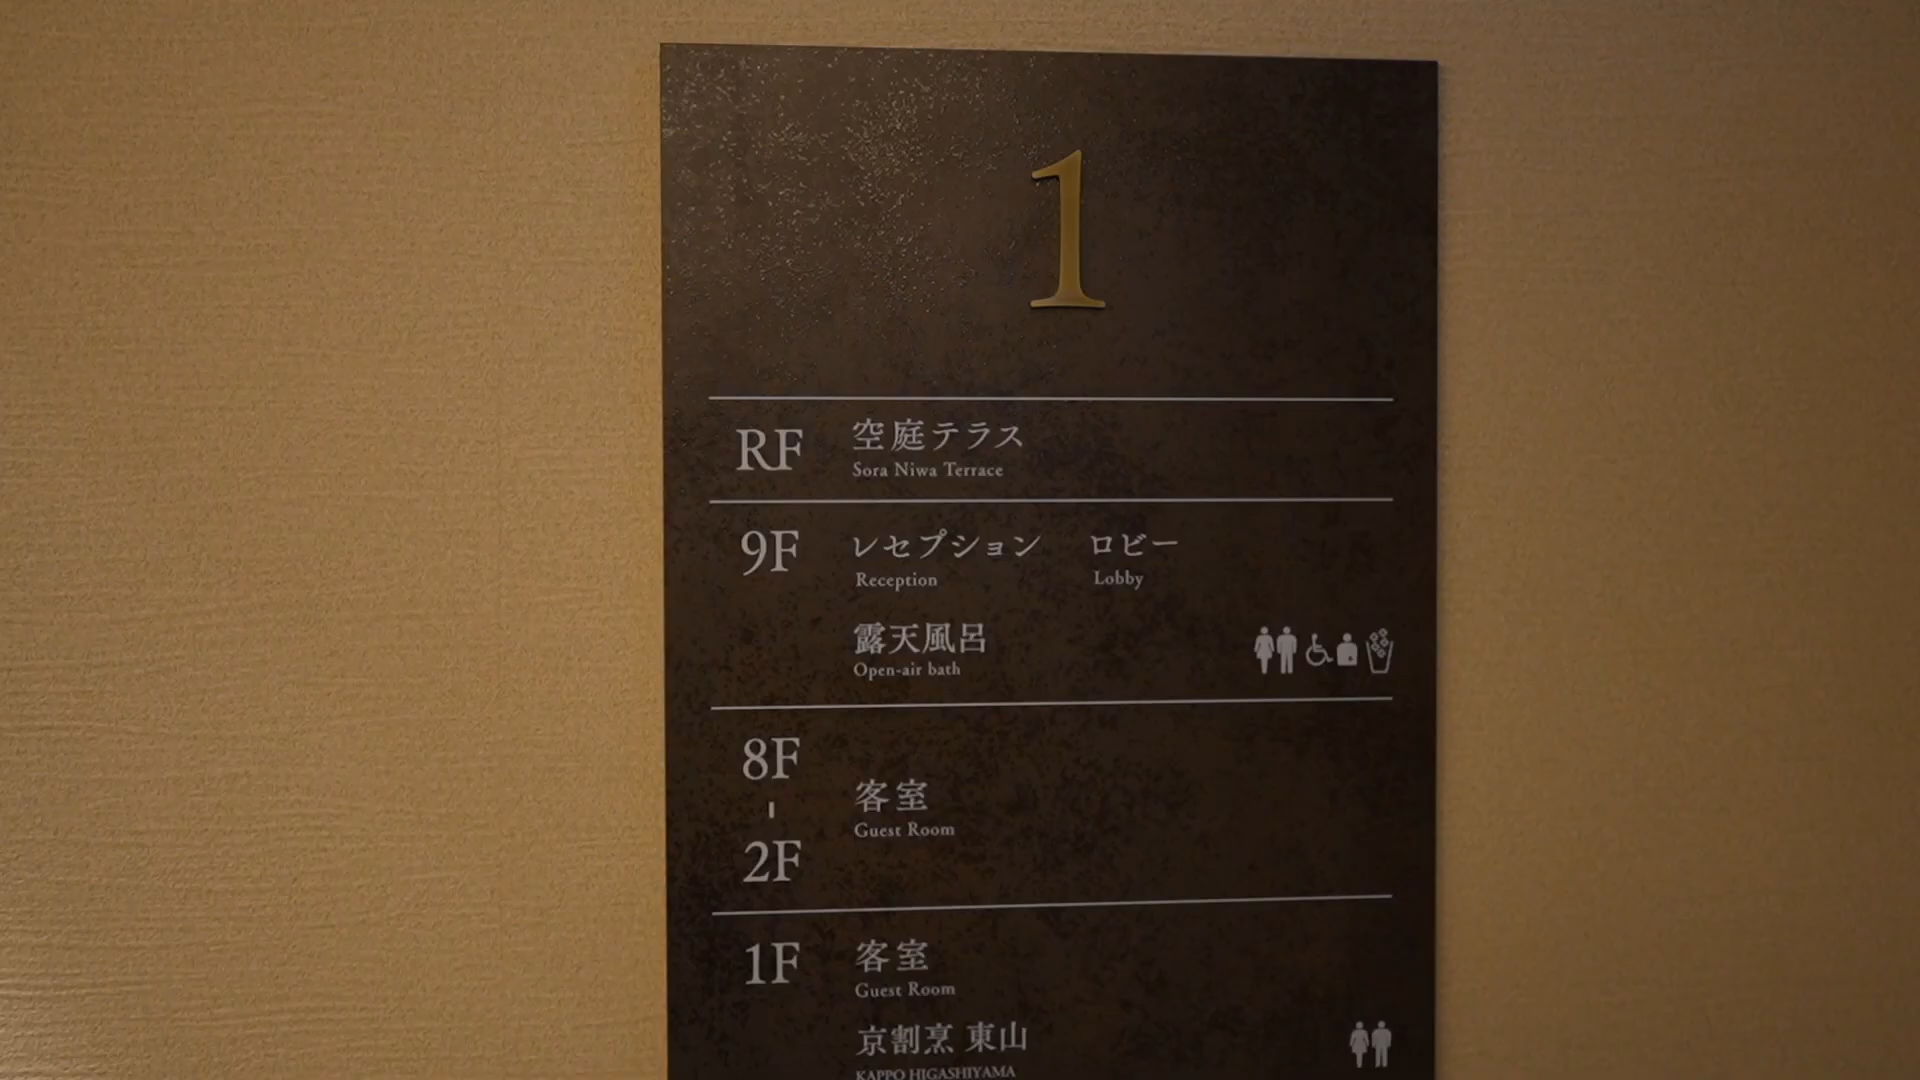 1
RF 空庭テラス
Sora Niwa Terrace
9F レセプション ロビー
Reception Lobby
露天風呂
Open-air bath
8F
-
2F
客室
Guest Room
1F 客室
Guest Room
京割烹 東山
KAPPO HIGASHIYAMA